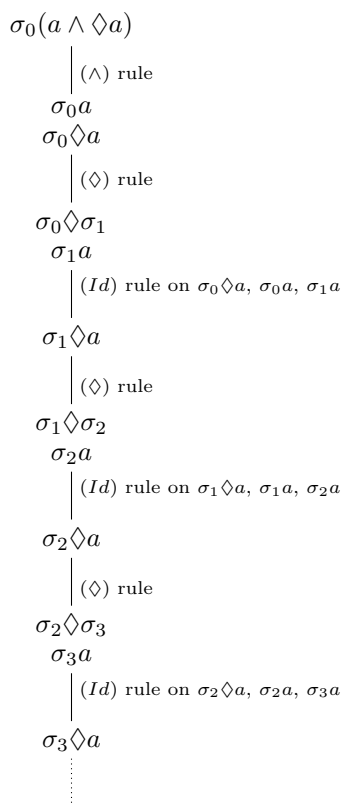 σ₀(a ∧ ◊a)
(∧) rule
σ₀a
σ₀◊a
(◊) rule
σ₀◊σ₁
σ₁a
(Id) rule on σ₀◊a, σ₀a, σ₁a
σ₁◊a
(◊) rule
σ₁◊σ₂
σ₂a
(Id) rule on σ₁◊a, σ₁a, σ₂a
σ₂◊a
(◊) rule
σ₂◊σ₃
σ₃a
(Id) rule on σ₂◊a, σ₂a, σ₃a
σ₃◊a